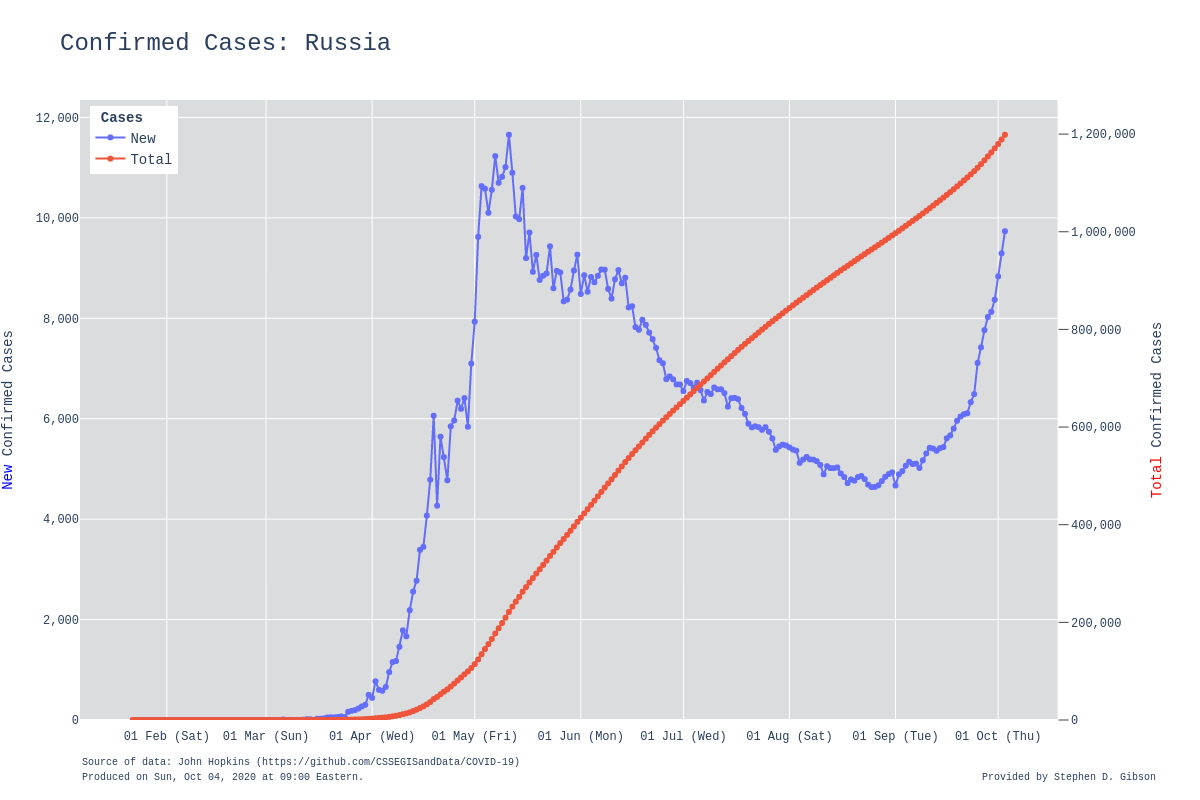 Confirmed Cases: Russia
Cases
New
Total
12,000
10,000
8,000
6,000
4,000
2,000
0
New Confirmed Cases
1,200,000
1,000,000
800,000
600,000
400,000
200,000
0
Total Confirmed Cases
01 Feb (Sat) 01 Mar (Sun) 01 Apr (Wed) 01 May (Fri) 01 Jun (Mon) 01 Jul (Wed) 01 Aug (Sat) 01 Sep (Tue) 01 Oct (Thu)
Source of data: John Hopkins (https://github.com/CSSEGISandData/COVID-19)
Produced on Sun, Oct 04, 2020 at 09:00 Eastern.
Provided by Stephen D. Gibson